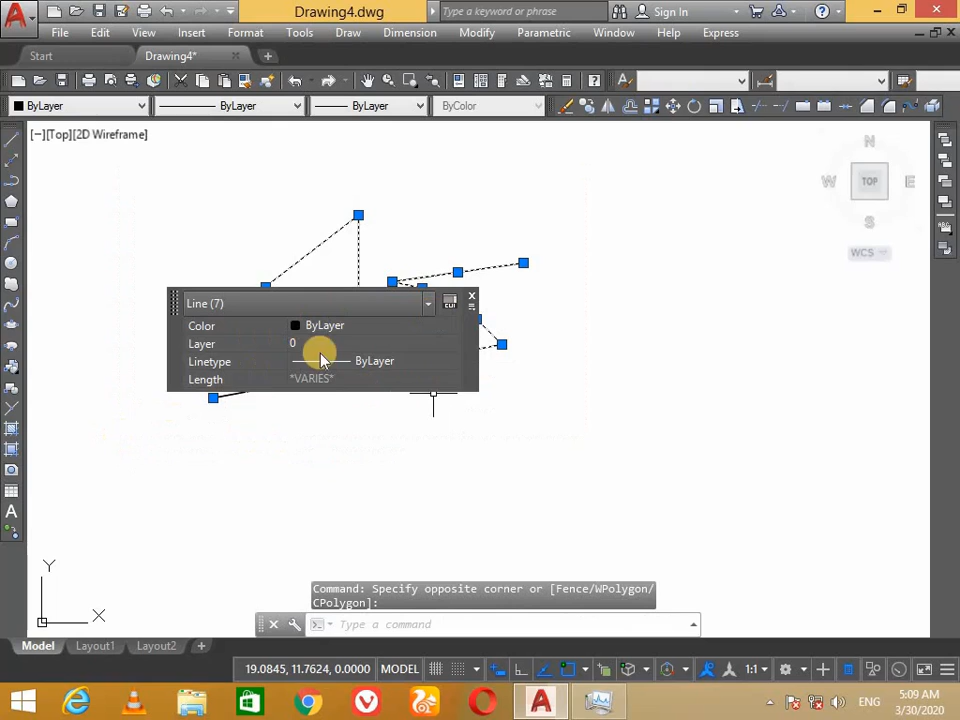 Drawing4.dwg
Type a keyword or phrase
Sign In
File Edit View Insert Format Tools Draw Dimension Modify Parametric Window Help Express
Start
Drawing4*
ByLayer
ByLayer
ByLayer
ByColor
[−][Top][2D Wireframe]
N
W TOP E
S
WCS
Line (7)
CUI
Color ByLayer
Layer 0
Linetype ByLayer
Length *VARIES*
Y
X
Command: Specify opposite corner or [Fence/WPolygon/
CPolygon]:
Type a command
Model Layout1 Layout2
19.0845, 11.7624, 0.0000 MODEL
1:1
ENG
5:09 AM
3/30/2020